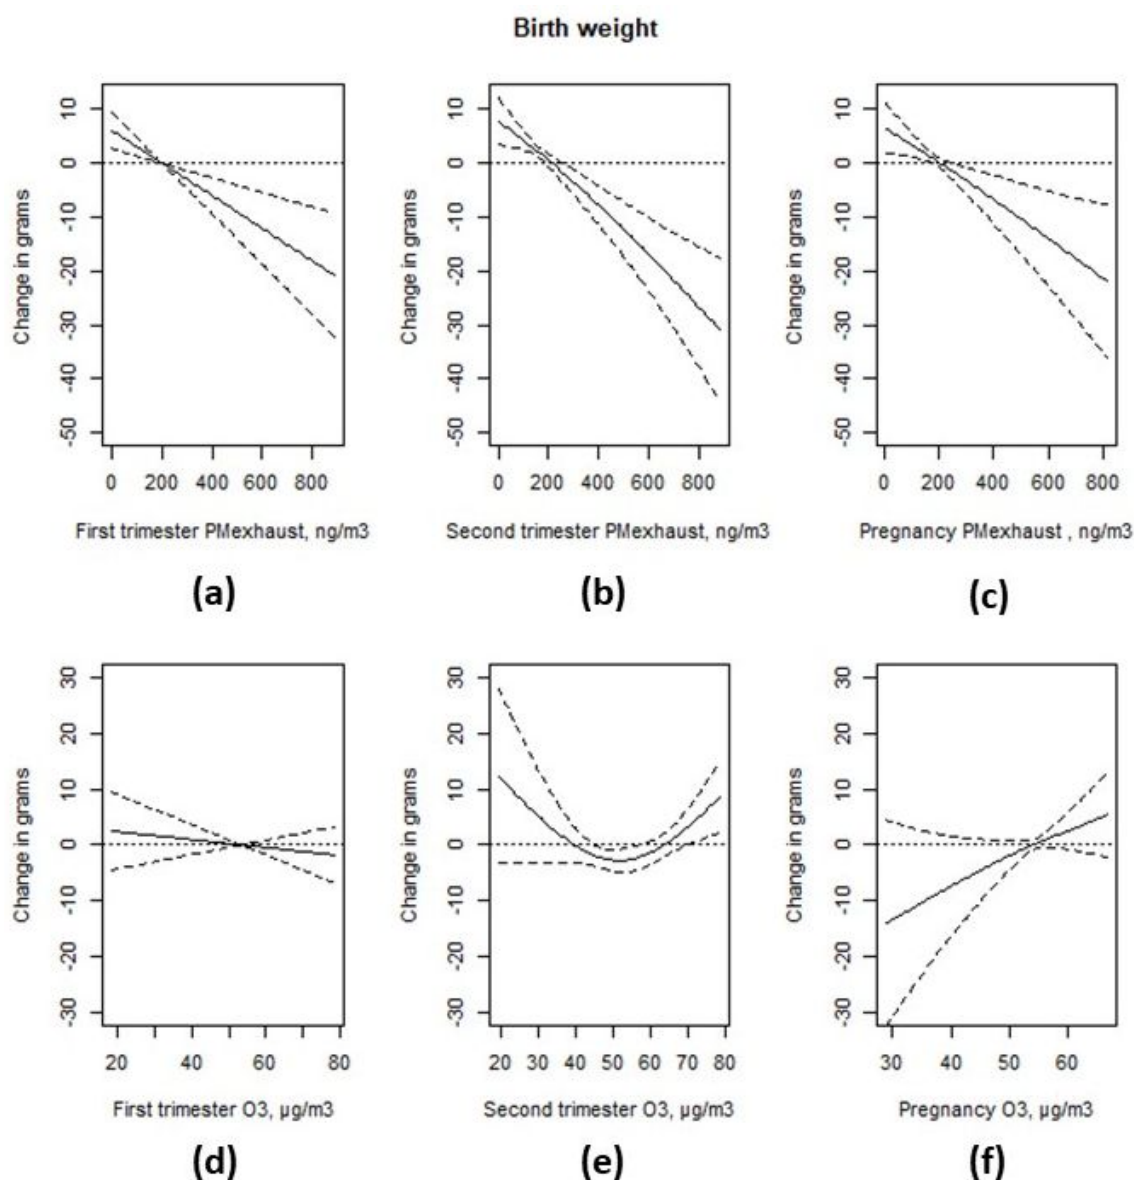 Birth weight
Change in grams
10
0
-10
-20
-30
-40
-50
0 200 400 600 800
First trimester PMexhaust, ng/m3
(a)
Change in grams
10
0
-10
-20
-30
-40
-50
0 200 400 600 800
Second trimester PMexhaust, ng/m3
(b)
Change in grams
10
0
-10
-20
-30
-40
-50
0 200 400 600 800
Pregnancy PMexhaust , ng/m3
(c)
Change in grams
30
20
10
0
-10
-20
-30
20 40 60 80
First trimester O3, µg/m3
(d)
Change in grams
30
20
10
0
-10
-20
-30
20 30 40 50 60 70 80
Second trimester O3, µg/m3
(e)
Change in grams
30
20
10
0
-10
-20
-30
30 40 50 60
Pregnancy O3, µg/m3
(f)